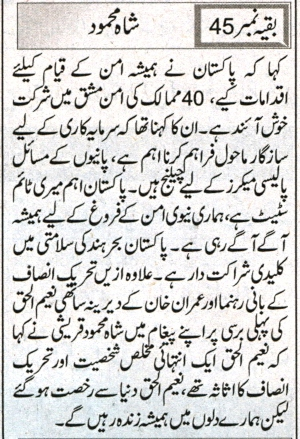 بقیہ نمبر 45
شاہ محمود
کہا کہ پاکستان نے ہمیشہ امن کے قیام کیلئے
اقدامات کیے، 40 ممالک کی امن مشق میں شرکت
خوش آئند ہے۔ ان کا کہنا تھا کہ سرمایہ کاری کے لیے
سازگار ماحول فراہم کرنا اہم ہے، پانیوں کے مسائل
پالیسی میکرز کے لیے چیلنج ہیں۔ پاکستان اہم میری ٹائم
سٹیٹ ہے، ہماری نیوی امن کے فروغ کے لیے ہمیشہ
آگے آگے رہی ہے۔ پاکستان بحر ہند کی سلامتی میں
کلیدی شراکت دار ہے۔ علاوہ ازیں تحریک انصاف
کے بانی رہنما اور عمران خان کے دیرینہ ساتھی نعیم الحق
کی پہلی برسی پر اپنے پیغام میں شاہ محمود قریشی نے کہا
کہ نعیم الحق ایک انتہائی مخلص شخصیت اور تحریک
انصاف کا اثاثہ تھے، نعیم الحق دنیا سے رخصت ہو گئے
لیکن ہمارے دلوں میں ہمیشہ زندہ رہیں گے۔